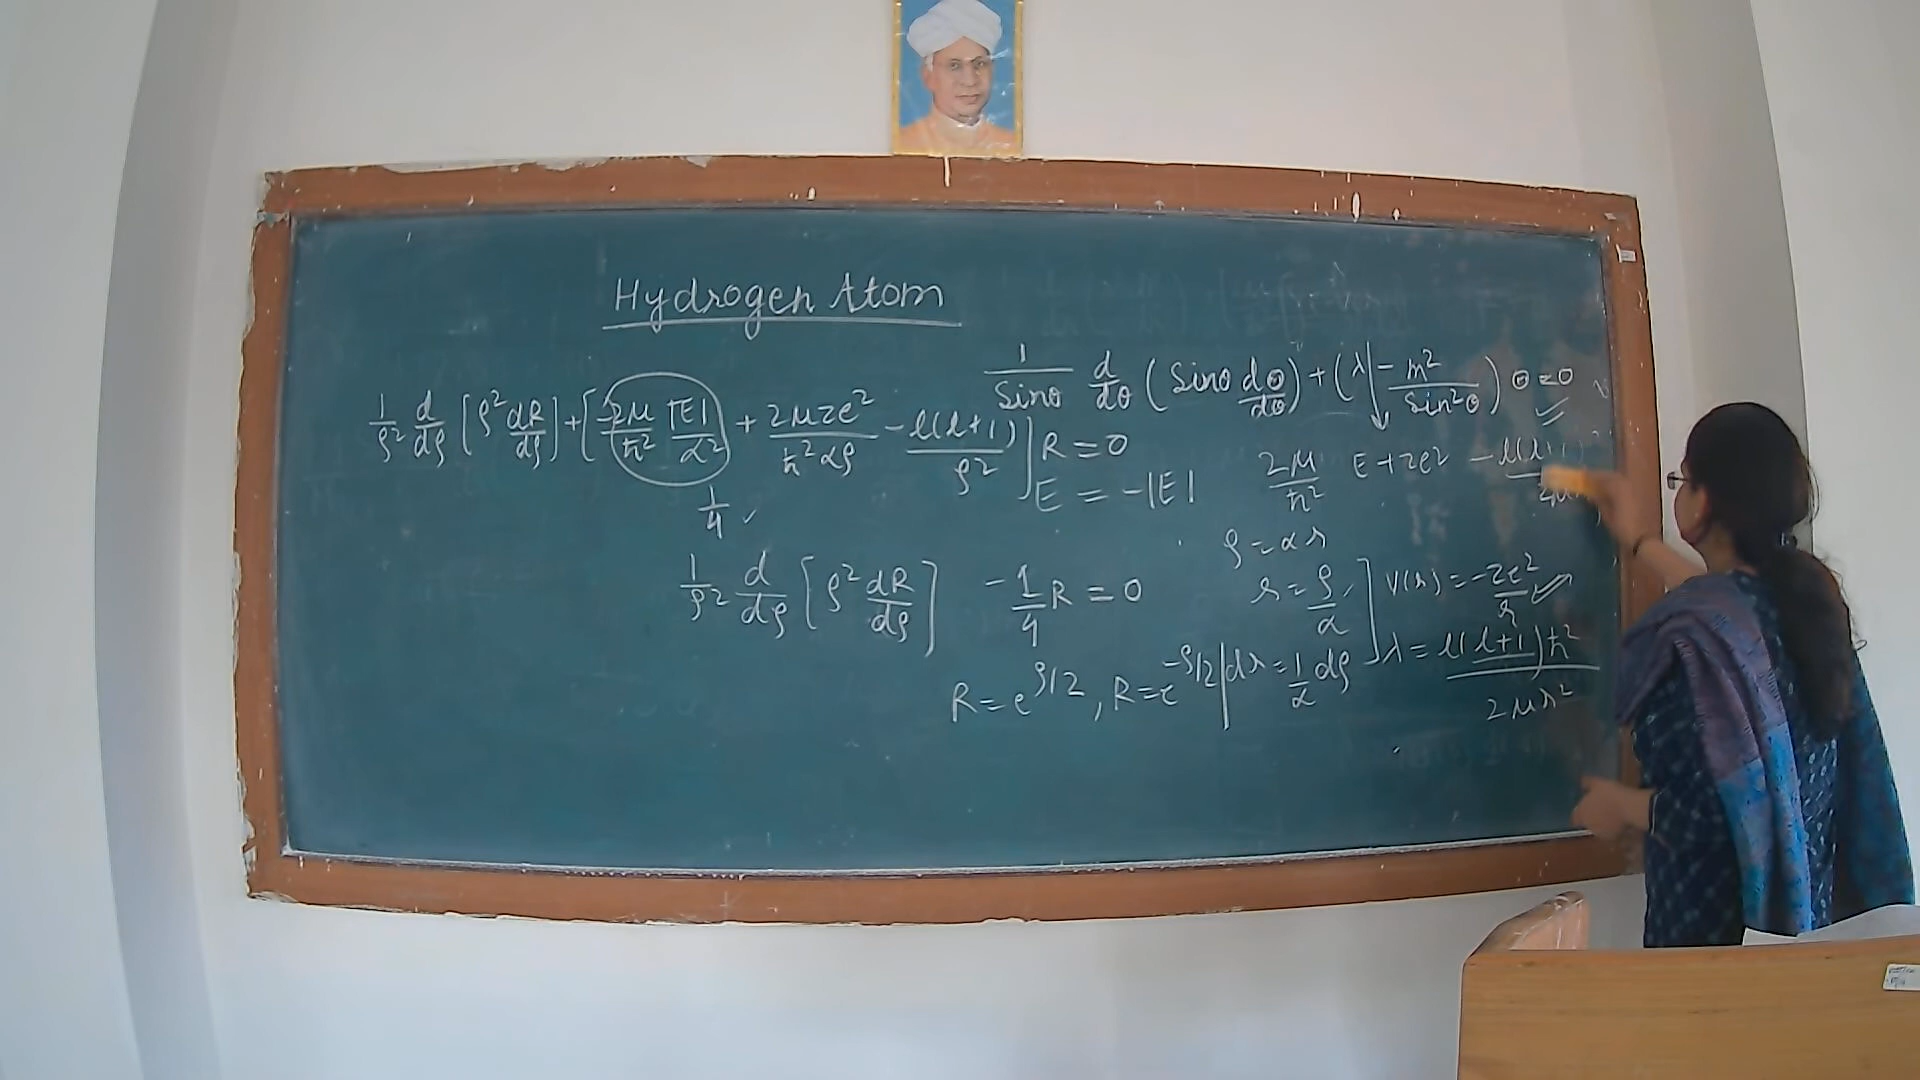 Hydrogen Atom
1/sinθ d/dθ (sinθ dΘ/dθ) + (λ - m²/sin²θ) Θ = 0
1/ρ² d/dρ [ρ² dR/dρ] + [-2μ/ħ² |E|/α² + 2μze²/ħ²αρ - l(l+1)/ρ²] R = 0
1/4
E = -|E|
2μ/ħ² E + ze² - l(l+1)
ρ = αr
1/ρ² d/dρ [ρ² dR/dρ] - 1/4 R = 0
r = ρ/α
V(r) = -ze²/r
R = e^ρ/2, R = e^-ρ/2
dr = 1/α dρ
λ = l(l+1)ħ²/2μr²